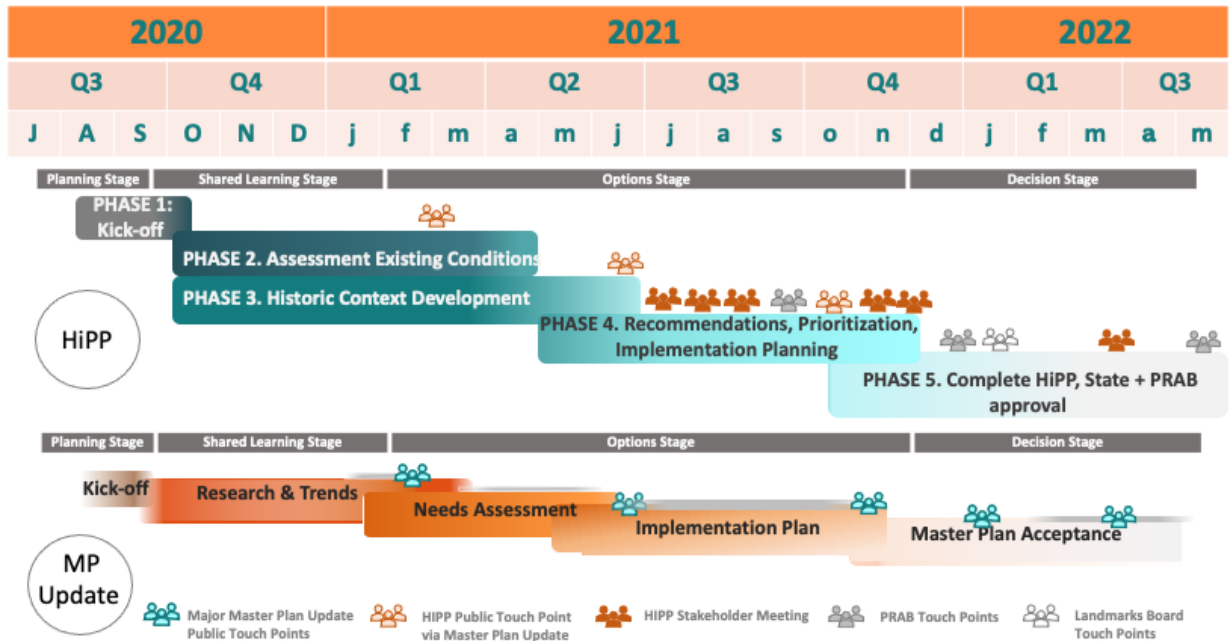 2020 2021 2022
Q3 Q4 Q1 Q2 Q3 Q4 Q1 Q3
J A S O N D j f m a m j j a s o n d j f m a m
Planning Stage Shared Learning Stage Options Stage Decision Stage
PHASE 1:
Kick-off
PHASE 2. Assessment Existing Conditions
PHASE 3. Historic Context Development
HiPP
PHASE 4. Recommendations, Prioritization,
Implementation Planning
PHASE 5. Complete HiPP, State + PRAB
approval
Planning Stage Shared Learning Stage Options Stage Decision Stage
Kick-off
Research & Trends
Needs Assessment
Implementation Plan
Master Plan Acceptance
MP
Update
Major Master Plan Update
Public Touch Points
HIPP Public Touch Point
via Master Plan Update
HIPP Stakeholder Meeting
PRAB Touch Points
Landmarks Board
Touch Points